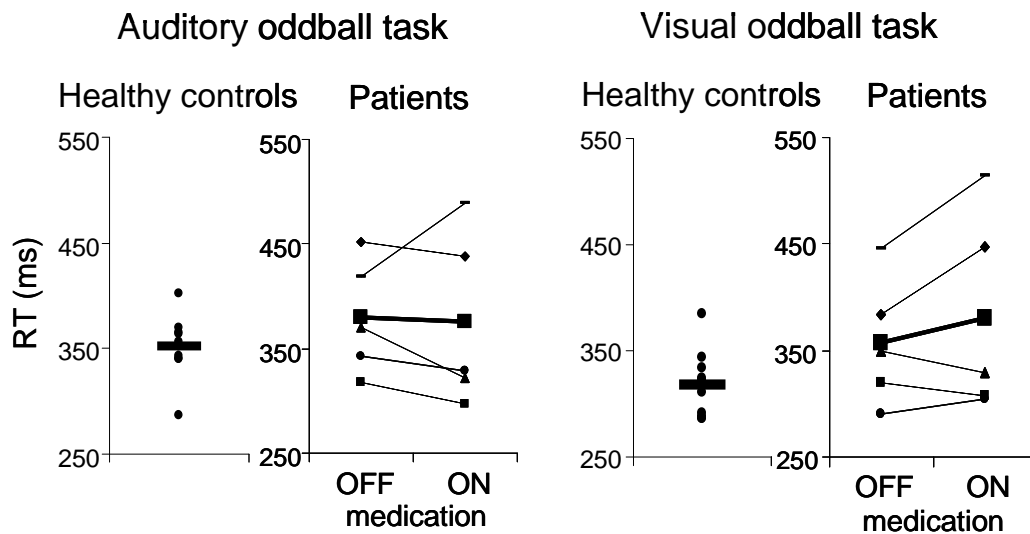 Auditory oddball task
Visual oddball task
Healthy controls
Patients
Healthy controls
Patients
RT (ms)
550
450
350
250
550
450
350
250
OFF
ON
medication
550
450
350
250
550
450
350
250
OFF
ON
medication